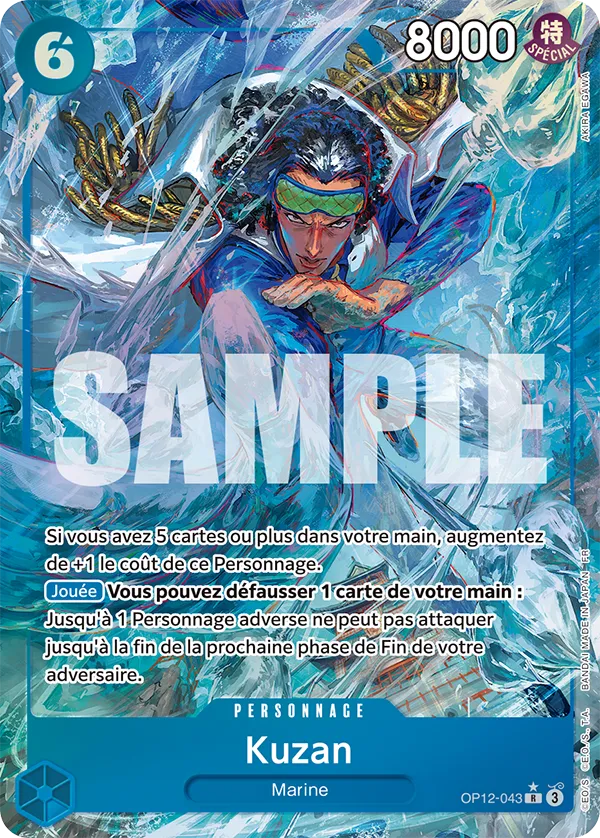 6
8000
特
SPÉCIAL
AKIRA EGAWA
SAMPLE
Si vous avez 5 cartes ou plus dans votre main, augmentez
de +1 le coût de ce Personnage.
Jouée Vous pouvez défausser 1 carte de votre main :
Jusqu'à 1 Personnage adverse ne peut pas attaquer
jusqu'à la fin de la prochaine phase de Fin de votre
adversaire.
©E.O./S. ©E.O./S., T.A. BANDAI MADE IN JAPAN FR
PERSONNAGE
Kuzan
Marine
OP12-043 R 3